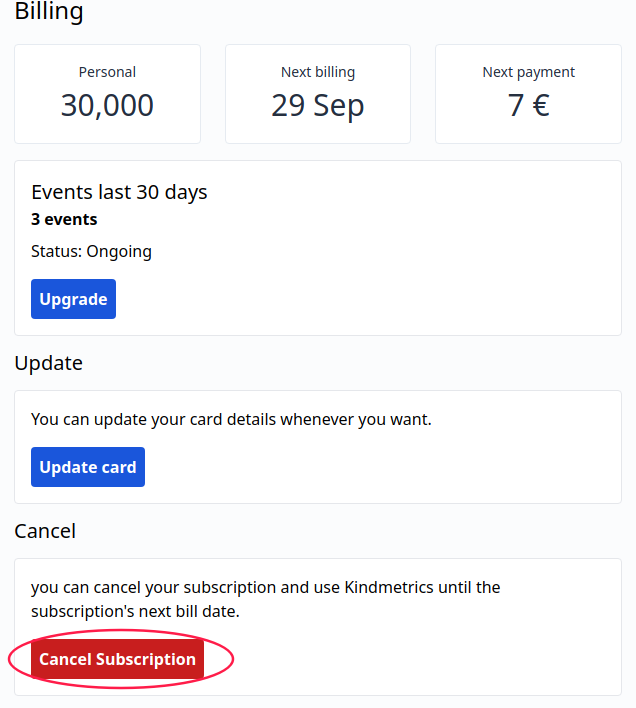 Billing
Personal
30,000
Next billing
29 Sep
Next payment
7 €
Events last 30 days
3 events
Status: Ongoing
Upgrade
Update
You can update your card details whenever you want.
Update card
Cancel
you can cancel your subscription and use Kindmetrics until the
subscription's next bill date.
Cancel Subscription